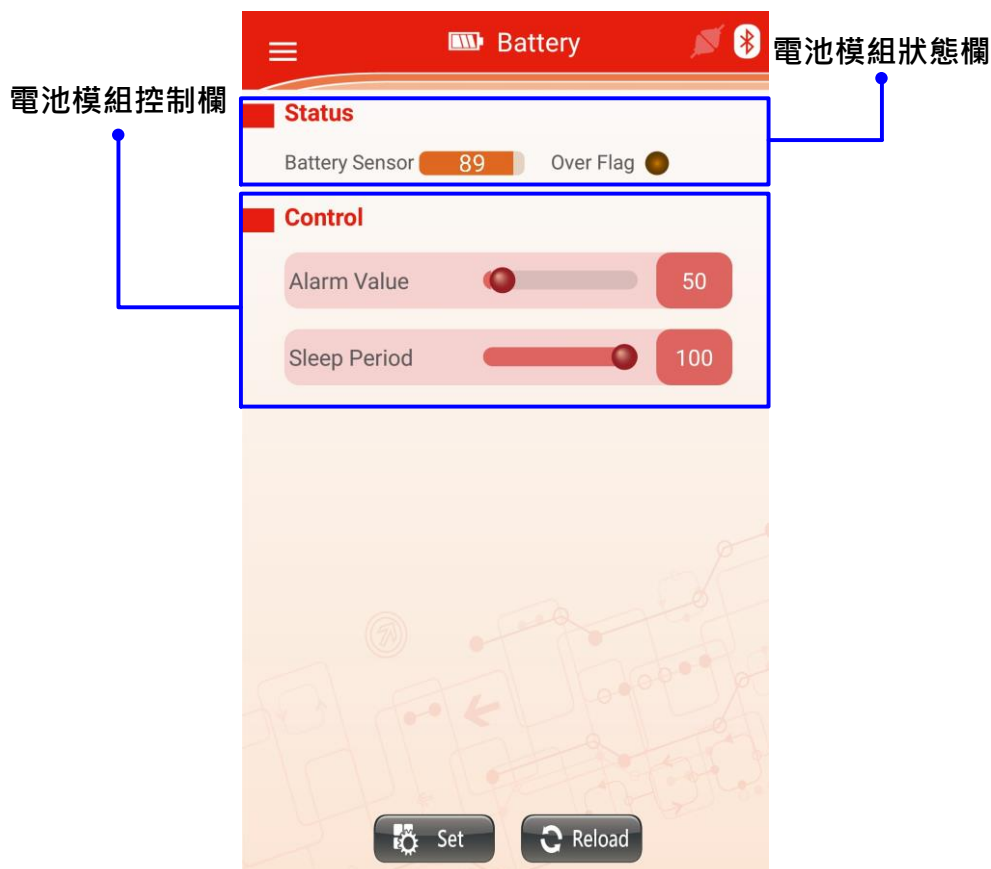 Battery
電池模組狀態欄
電池模組控制欄
Status
Battery Sensor 89 Over Flag
Control
Alarm Value 50
Sleep Period 100
Set Reload